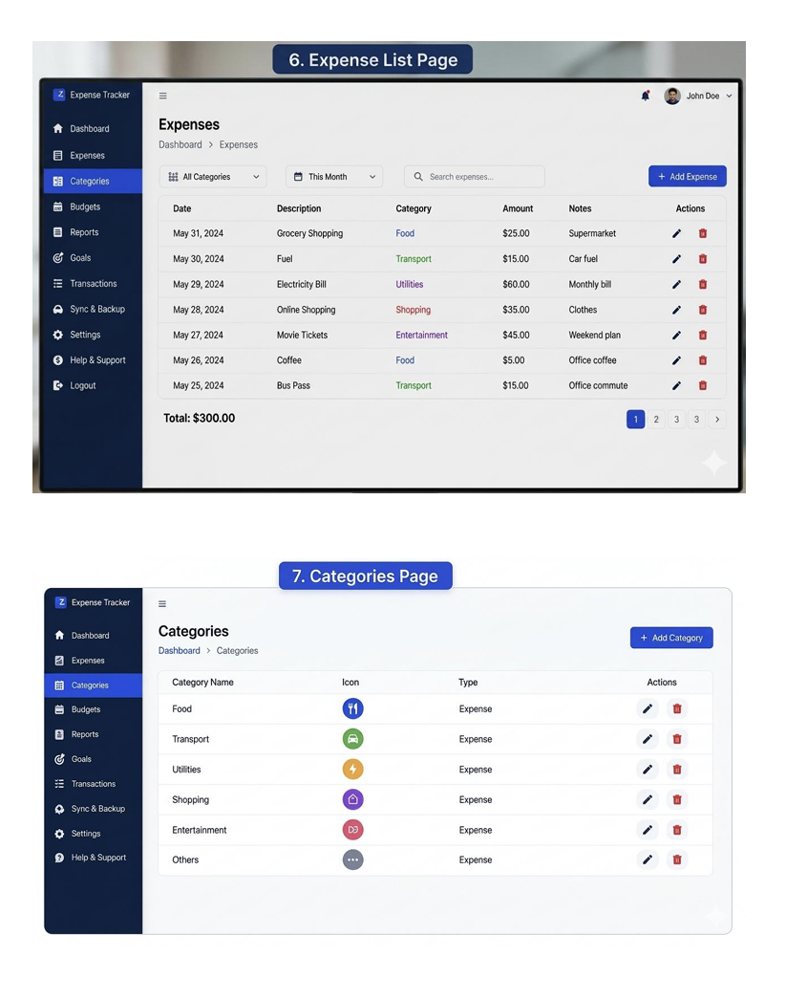 6. Expense List Page
Z Expense Tracker
John Doe
Dashboard
Expenses
Categories
Budgets
Reports
Goals
Transactions
Sync & Backup
Settings
Help & Support
Logout
Expenses
Dashboard > Expenses
All Categories This Month Search expenses... + Add Expense
Date Description Category Amount Notes Actions
May 31, 2024 Grocery Shopping Food $25.00 Supermarket
May 30, 2024 Fuel Transport $15.00 Car fuel
May 29, 2024 Electricity Bill Utilities $60.00 Monthly bill
May 28, 2024 Online Shopping Shopping $35.00 Clothes
May 27, 2024 Movie Tickets Entertainment $45.00 Weekend plan
May 26, 2024 Coffee Food $5.00 Office coffee
May 25, 2024 Bus Pass Transport $15.00 Office commute
Total: $300.00
1 2 3 3 >
7. Categories Page
Z Expense Tracker
Dashboard
Expenses
Categories
Budgets
Reports
Goals
Transactions
Sync & Backup
Settings
Help & Support
Categories
Dashboard > Categories
+ Add Category
Category Name Icon Type Actions
Food Expense
Transport Expense
Utilities Expense
Shopping Expense
Entertainment Expense
Others Expense